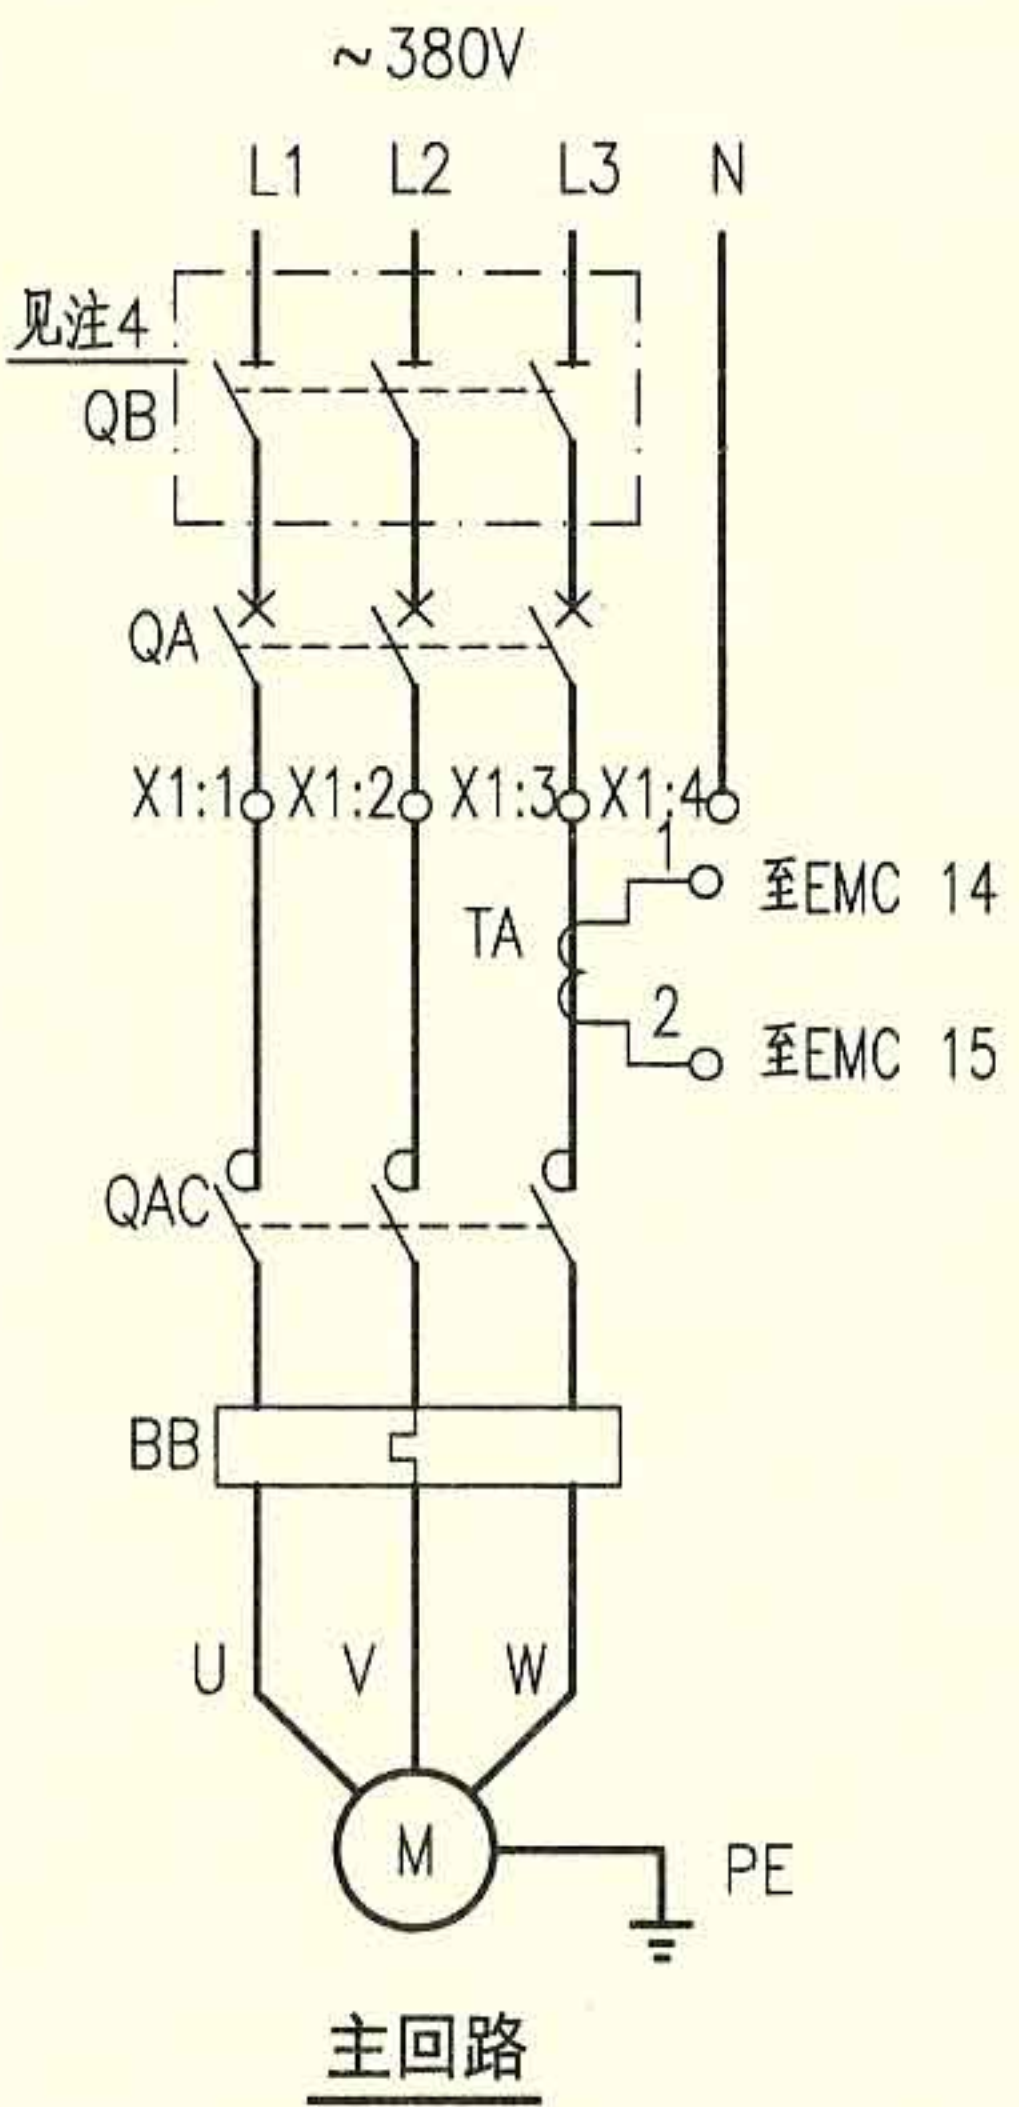 ~380V
L1 L2 L3 N
见注4
QB
QA
X1:1 X1:2 X1:3 X1:4
1
至EMC 14
TA
2
至EMC 15
QAC
BB
U V W
M
PE
主回路